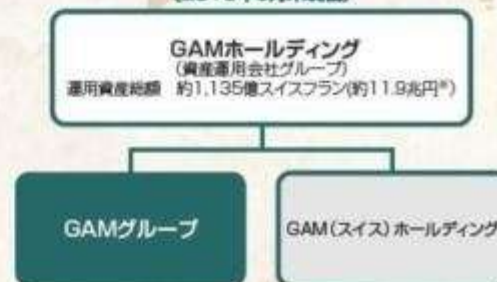 GAMホールディング
(資産運用会社グループ)
運用資産総額 約1,135億スイスフラン(約11.9兆円*)
GAMグループ
GAM(スイス)ホールディング